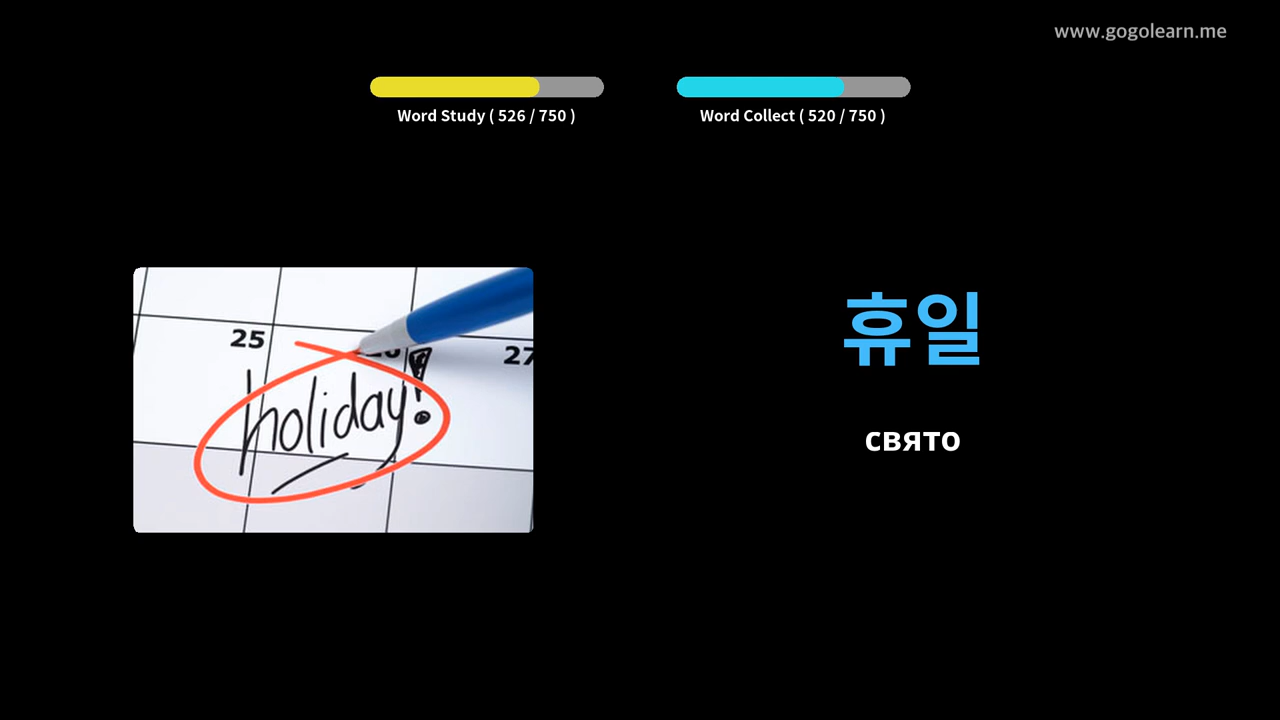 www.gogolearn.me
Word Study ( 526 / 750 )
Word Collect ( 520 / 750 )
25
27
holiday!
휴일
свято